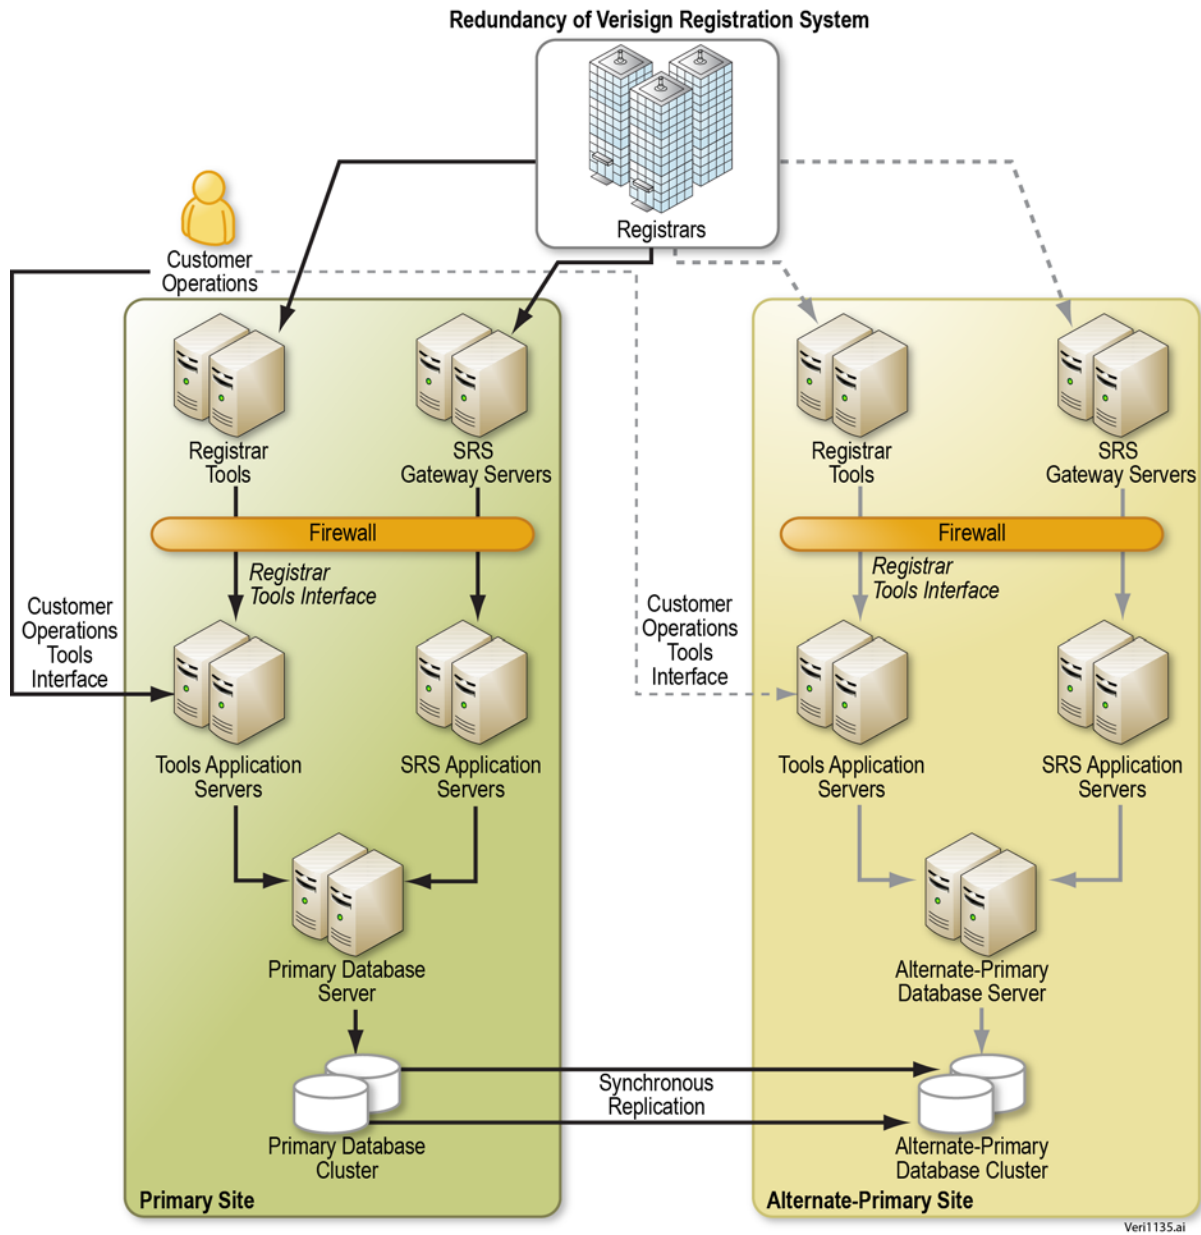 Redundancy of Verisign Registration System
Registrars
Customer
Operations
Registrar
Tools
SRS
Gateway Servers
Firewall
Registrar
Tools Interface
Customer
Operations
Tools
Interface
Tools Application
Servers
SRS Application
Servers
Primary Database
Server
Primary Database
Cluster
Primary Site
Synchronous
Replication
Registrar
Tools
SRS
Gateway Servers
Firewall
Registrar
Tools Interface
Customer
Operations
Tools
Interface
Tools Application
Servers
SRS Application
Servers
Alternate-Primary
Database Server
Alternate-Primary
Database Cluster
Alternate-Primary Site
Veri1135.ai